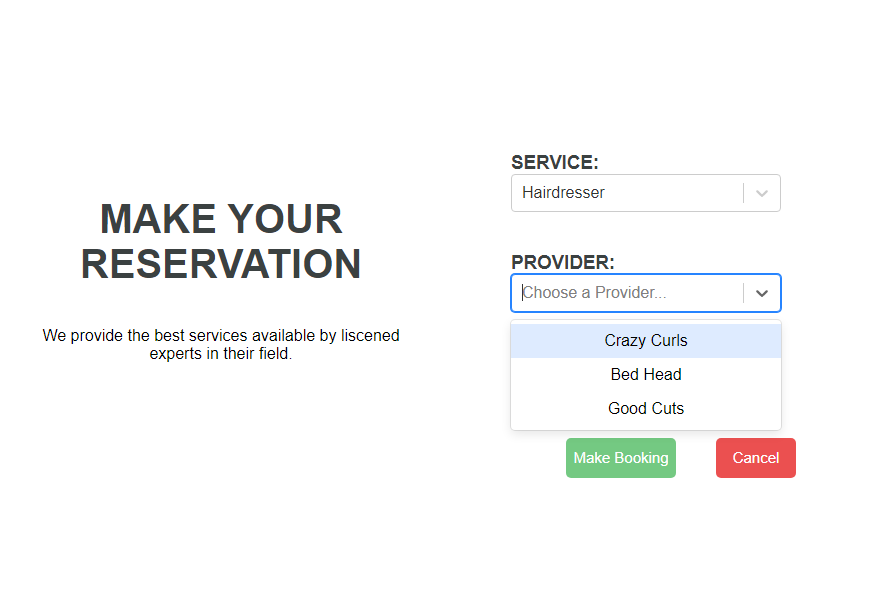 MAKE YOUR
RESERVATION
We provide the best services available by liscened
experts in their field.
SERVICE:
Hairdresser
PROVIDER:
Choose a Provider...
Crazy Curls
Bed Head
Good Cuts
Make Booking
Cancel